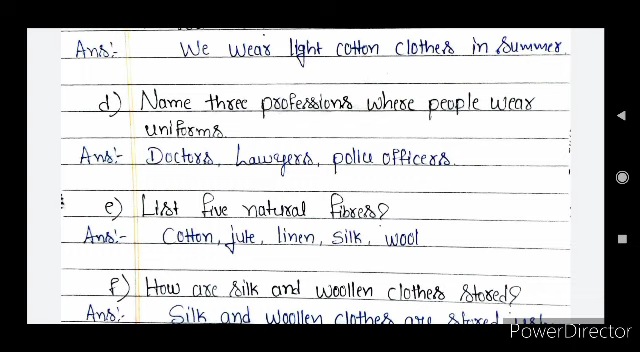 Ans:- We wear light cotton clothes in summer.
d) Name three professions where people wear
uniforms.
Ans:- Doctors, Lawyers, police officers.
e) List five natural fibres?
Ans:- Cotton, jute, linen, silk, wool
f) How are silk and woollen clothes stored?
Ans:- Silk and woollen clothes are stored just
PowerDirector